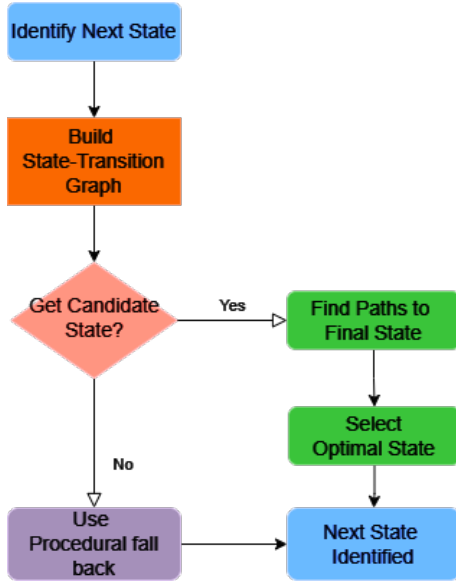 Identify Next State
Build
State-Transition
Graph
Get Candidate
State?
Yes
Find Paths to
Final State
Select
Optimal State
No
Use
Procedural fall
back
Next State
Identified